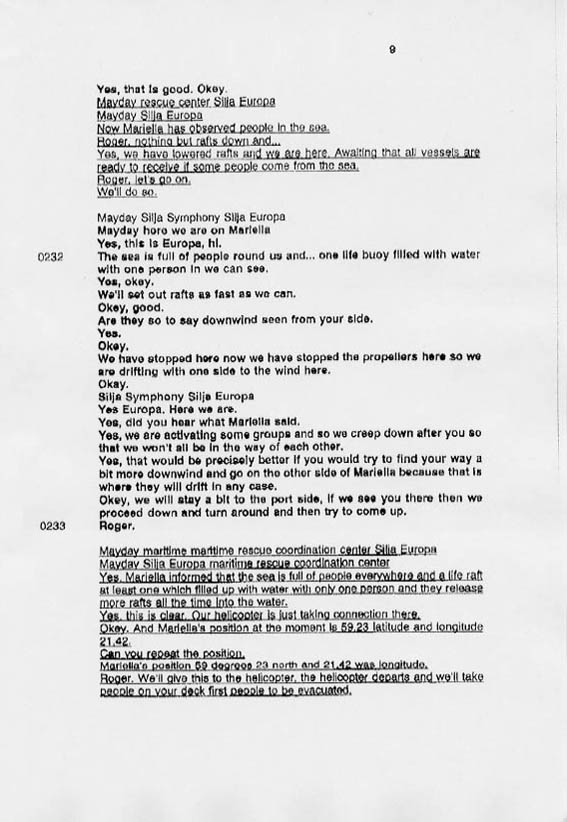 9
Yes, that is good. Okey.
Mayday rescue center Silja Europa
Mayday Silja Europa
Now Mariella has observed people in the sea.
Roger, nothing but rafts down and...
Yes, we have lowered rafts and we are here. Awaiting that all vessels are
ready to receive if some people come from the sea.
Roger, let's go on.
We'll do so.
Mayday Silja Symphony Silja Europa
Mayday here we are on Mariella
Yes, this is Europa, hi.
0232 The sea is full of people round us and... one life buoy filled with water
with one person in we can see.
Yes, okey.
We'll set out rafts as fast as we can.
Okey, good.
Are they so to say downwind seen from your side.
Yes.
Okey.
We have stopped here now we have stopped the propellers here so we
are drifting with one side to the wind here.
Okay.
Silja Symphony Silja Europa
Yes Europa. Here we are.
Yes, did you hear what Mariella said.
Yes, we are activating some groups and so we creep down after you so
that we won't all be in the way of each other.
Yes, that would be precisely better if you would try to find your way a
bit more downwind and go on the other side of Mariella because that is
where they will drift in any case.
Okey, we will stay a bit to the port side, if we see you there then we
proceed down and turn around and then try to come up.
0233 Roger.
Mayday maritime maritime rescue coordination center Silja Europa
Mayday Silja Europa maritime rescue coordination center
Yes. Mariella informed that the sea is full of people everywhere and a life raft
at least one which filled up with water with only one person and they release
more rafts all the time into the water.
Yes, this is clear. Our helicopter is just taking connection there.
Okey. And Mariella's position at the moment is 59,23 latitude and longitude
21,42.
Can you repeat the position.
Mariella's position 59 degrees 23 north and 21,42 was longitude.
Roger. We'll give this to the helicopter, the helicopter departs and we'll take
people on your deck first people to be evacuated.